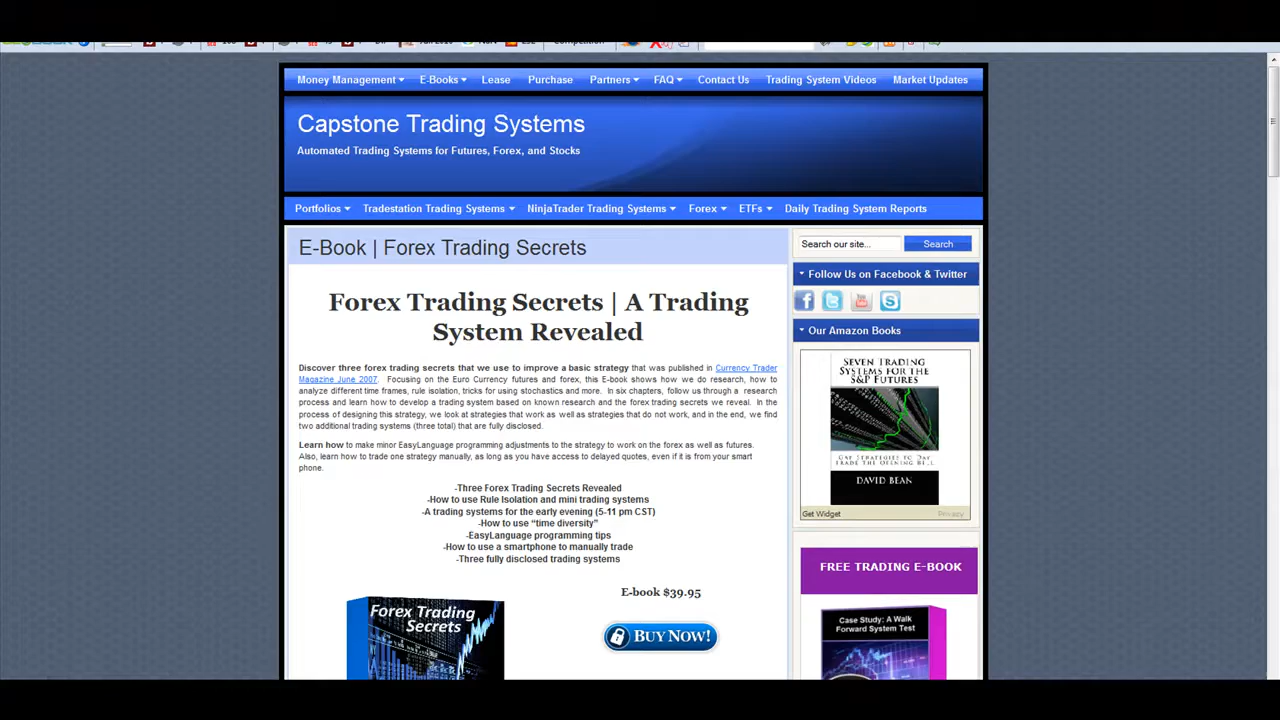 Money Management E-Books Lease Purchase Partners FAQ Contact Us Trading System Videos Market Updates
Capstone Trading Systems
Automated Trading Systems for Futures, Forex, and Stocks
Portfolios Tradestation Trading Systems NinjaTrader Trading Systems Forex ETFs Daily Trading System Reports
E-Book | Forex Trading Secrets
Forex Trading Secrets | A Trading
System Revealed
Discover three forex trading secrets that we use to improve a basic strategy that was published in Currency Trader
Magazine June 2007. Focusing on the Euro Currency futures and forex, this E-book shows how we do research, how to
analyze different time frames, rule isolation, tricks for using stochastics and more. In six chapters, follow us through a research
process and learn how to develop a trading system based on known research and the forex trading secrets we reveal. In the
process of designing this strategy, we look at strategies that work as well as strategies that do not work, and in the end, we find
two additional trading systems (three total) that are fully disclosed.
Learn how to make minor EasyLanguage programming adjustments to the strategy to work on the forex as well as futures.
Also, learn how to trade one strategy manually, as long as you have access to delayed quotes, even if it is from your smart
phone.
-Three Forex Trading Secrets Revealed
-How to use Rule Isolation and mini trading systems
-A trading systems for the early evening (5-11 pm CST)
-How to use “time diversity”
-EasyLanguage programming tips
-How to use a smartphone to manually trade
-Three fully disclosed trading systems
E-book $39.95
BUY NOW!
Forex Trading
Secrets
Search our site...
Search
Follow Us on Facebook & Twitter
Our Amazon Books
SEVEN TRADING
SYSTEMS FOR THE
S&P FUTURES
GET STRATEGIES TO DAY
TRADE THE OPENING BELL
DAVID BEAN
Get Widget
Privacy
FREE TRADING E-BOOK
Case Study: A Walk
Forward System Test